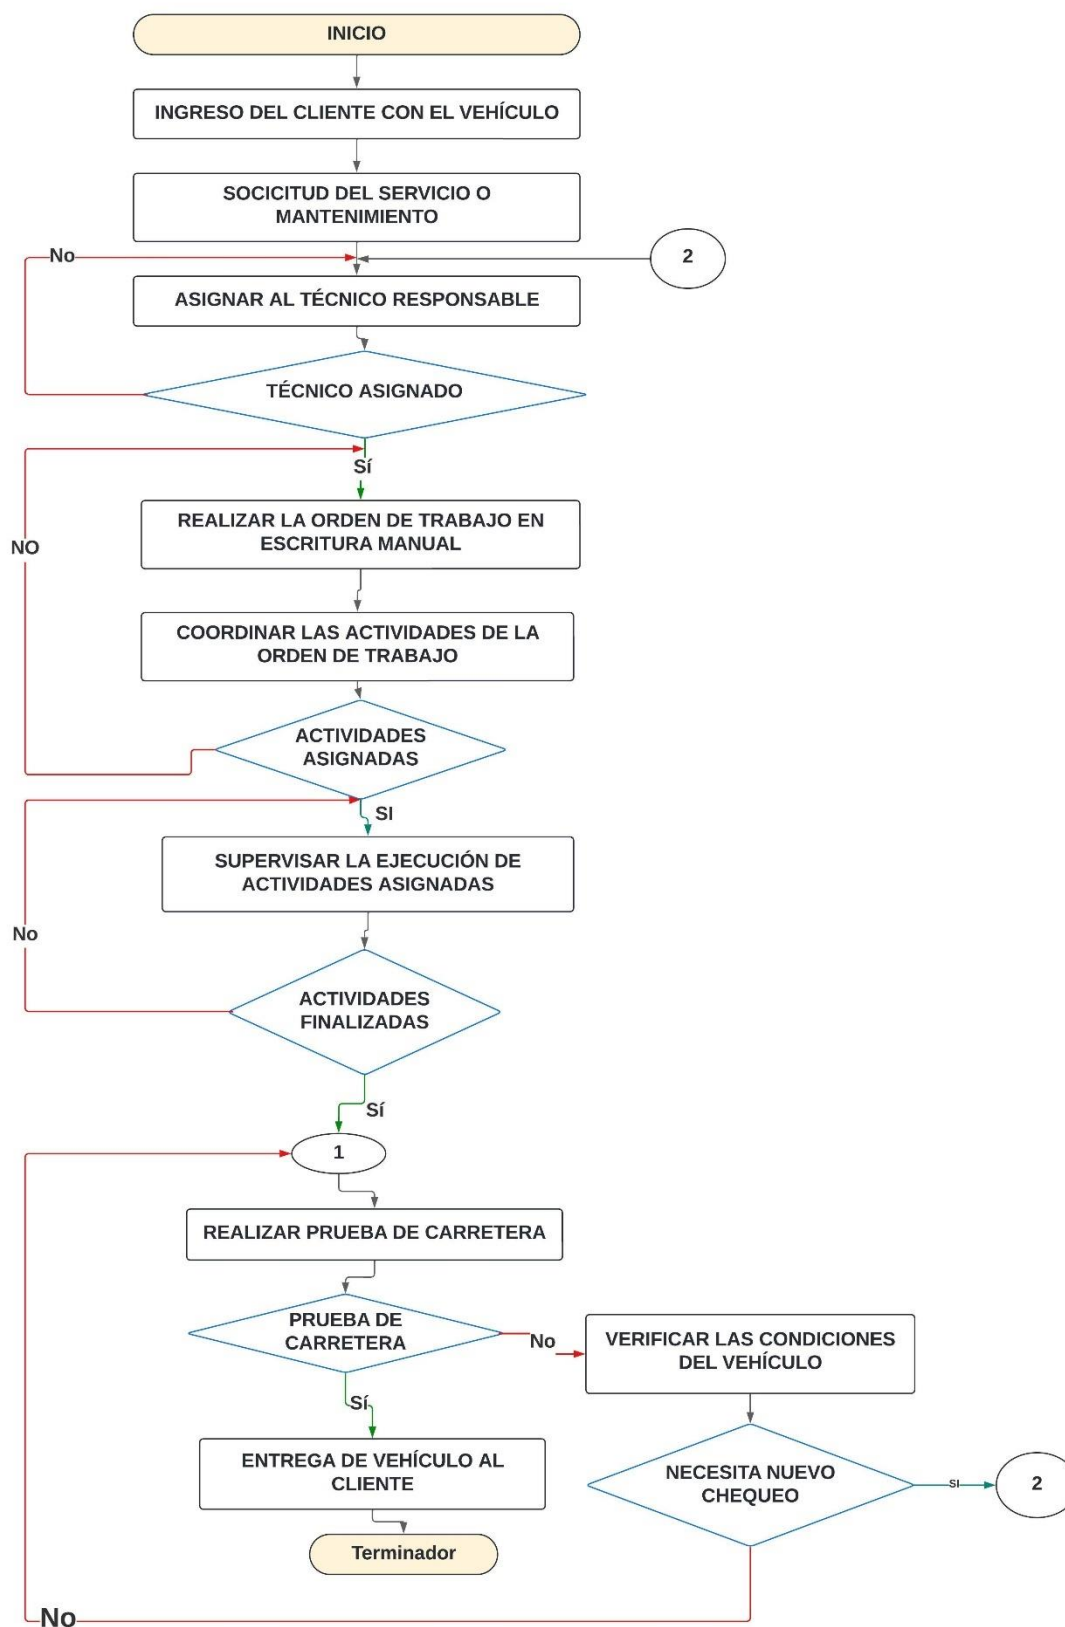 INICIO
INGRESO DEL CLIENTE CON EL VEHÍCULO
SOCICITUD DEL SERVICIO O
MANTENIMIENTO
No
2
ASIGNAR AL TÉCNICO RESPONSABLE
TÉCNICO ASIGNADO
Sí
REALIZAR LA ORDEN DE TRABAJO EN
ESCRITURA MANUAL
NO
COORDINAR LAS ACTIVIDADES DE LA
ORDEN DE TRABAJO
ACTIVIDADES
ASIGNADAS
SI
SUPERVISAR LA EJECUCIÓN DE
ACTIVIDADES ASIGNADAS
No
ACTIVIDADES
FINALIZADAS
Sí
1
REALIZAR PRUEBA DE CARRETERA
PRUEBA DE
CARRETERA
No
VERIFICAR LAS CONDICIONES
DEL VEHÍCULO
Sí
ENTREGA DE VEHÍCULO AL
CLIENTE
NECESITA NUEVO
CHEQUEO
SI
2
Terminador
No